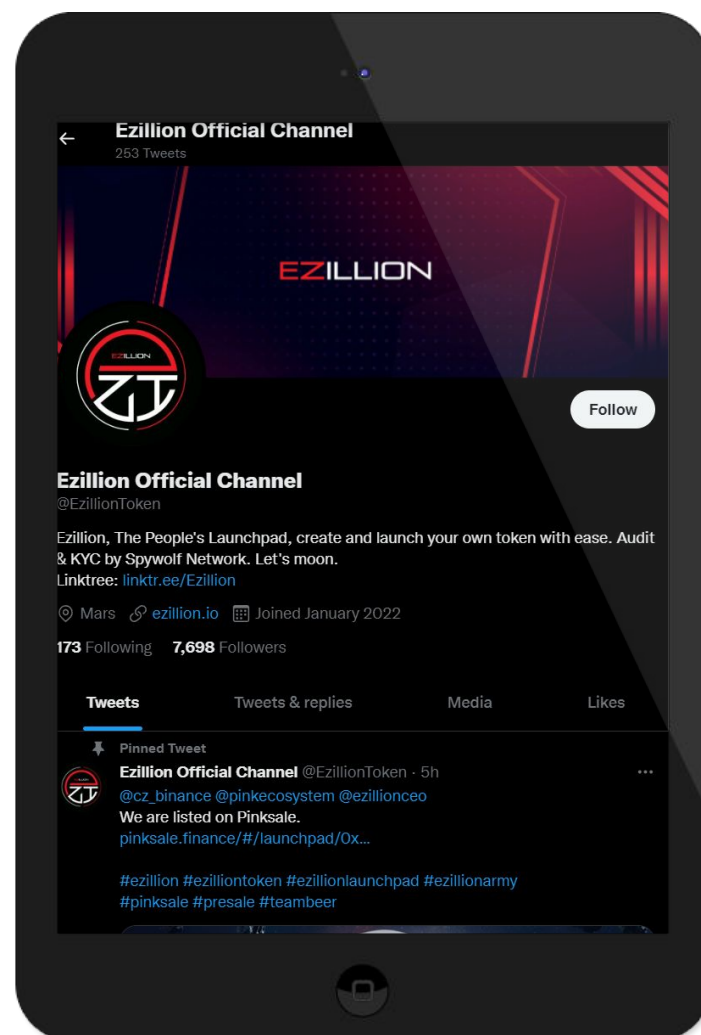 Ezillion Official Channel
253 Tweets
EZILLION
EZILLION
Follow
Ezillion Official Channel
@EzillionToken
Ezillion, The People's Launchpad, create and launch your own token with ease. Audit
& KYC by Spywolf Network. Let's moon.
Linktree: linktr.ee/Ezillion
Mars ezillion.io Joined January 2022
173 Following 7,698 Followers
Tweets Tweets & replies Media Likes
Pinned Tweet
Ezillion Official Channel @EzillionToken · 5h
@cz_binance @pinkecosystem @ezillionceo
We are listed on Pinksale.
pinksale.finance/#/launchpad/0x...
#ezillion #ezilliontoken #ezillionlaunchpad #ezillionarmy
#pinksale #presale #teambeer